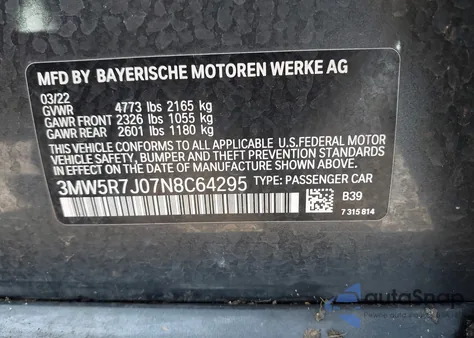 MFD BY BAYERISCHE MOTOREN WERKE AG
03/22
GVWR 4773 lbs 2165 kg
GAWR FRONT 2326 lbs 1055 kg
GAWR REAR 2601 lbs 1180 kg
THIS VEHICLE CONFORMS TO ALL APPLICABLE U.S.FEDERAL MOTOR
VEHICLE SAFETY, BUMPER AND THEFT PREVENTION STANDARDS
IN EFFECT ON THE DATE OF MANUFACTURE SHOWN ABOVE.
3MW5R7J07N8C64295 TYPE: PASSENGER CAR
B39
7 315 814
autoSnap